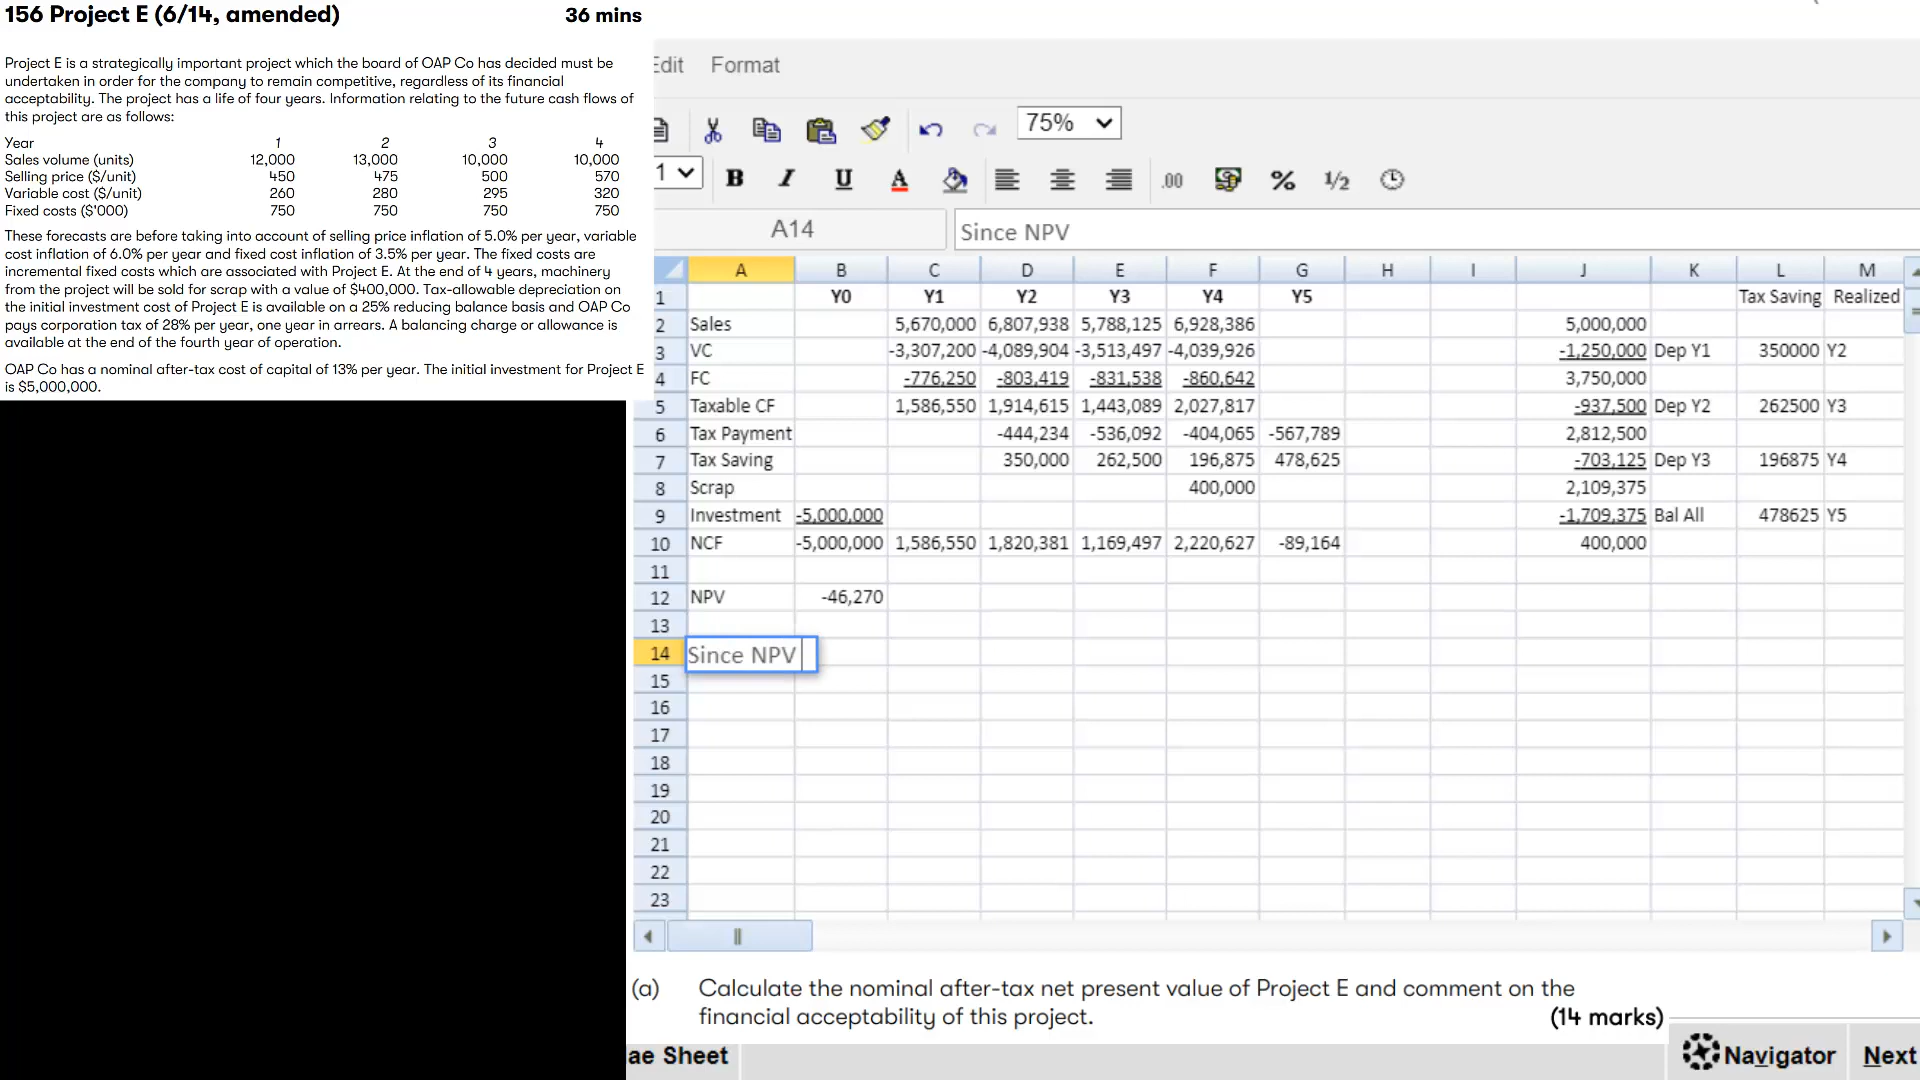 156 Project E (6/14, amended) 36 mins
Project E is a strategically important project which the board of OAP Co has decided must be
undertaken in order for the company to remain competitive, regardless of its financial
acceptability. The project has a life of four years. Information relating to the future cash flows of
this project are as follows:
Year 1 2 3 4
Sales volume (units) 12,000 13,000 10,000 10,000
Selling price ($/unit) 450 475 500 570
Variable cost ($/unit) 260 280 295 320
Fixed costs ($'000) 750 750 750 750
These forecasts are before taking into account of selling price inflation of 5.0% per year, variable
cost inflation of 6.0% per year and fixed cost inflation of 3.5% per year. The fixed costs are
incremental fixed costs which are associated with Project E. At the end of 4 years, machinery
from the project will be sold for scrap with a value of $400,000. Tax-allowable depreciation on
the initial investment cost of Project E is available on a 25% reducing balance basis and OAP Co
pays corporation tax of 28% per year, one year in arrears. A balancing charge or allowance is
available at the end of the fourth year of operation.
OAP Co has a nominal after-tax cost of capital of 13% per year. The initial investment for Project E
is $5,000,000.
Edit Format
75%
1 B I U A .00 % 1/2
A14 Since NPV
A B C D E F G H I J K L M
1 Y0 Y1 Y2 Y3 Y4 Y5 Tax Saving Realized
2 Sales 5,670,000 6,807,938 5,788,125 6,928,386 5,000,000
3 VC -3,307,200 -4,089,904 -3,513,497 -4,039,926 -1,250,000 Dep Y1 350000 Y2
4 FC -776,250 -803,419 -831,538 -860,642 3,750,000
5 Taxable CF 1,586,550 1,914,615 1,443,089 2,027,817 -937,500 Dep Y2 262500 Y3
6 Tax Payment -444,234 -536,092 -404,065 -567,789 2,812,500
7 Tax Saving 350,000 262,500 196,875 478,625 -703,125 Dep Y3 196875 Y4
8 Scrap 400,000 2,109,375
9 Investment -5,000,000 -1,709,375 Bal All 478625 Y5
10 NCF -5,000,000 1,586,550 1,820,381 1,169,497 2,220,627 -89,164 400,000
11
12 NPV -46,270
13
14 Since NPV
15
16
17
18
19
20
21
22
23
(a) Calculate the nominal after-tax net present value of Project E and comment on the
financial acceptability of this project. (14 marks)
ae Sheet Navigator Next